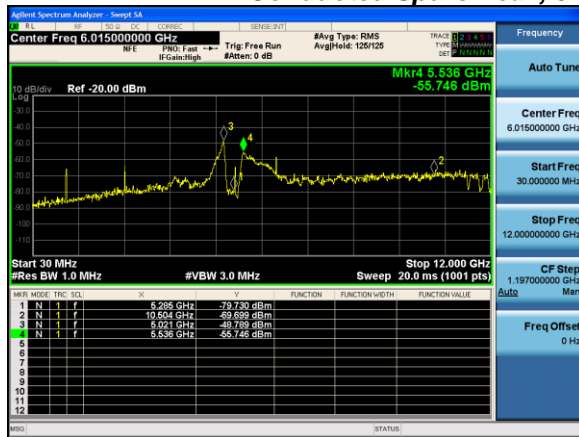 Agilent Spectrum Analyzer - Swept SA
RL RF 50 Ω DC CORREC SENSE:INT
Center Freq 6.015000000 GHz
NFE PNO: Fast IFGain:High
Trig: Free Run #Atten: 0 dB
#Avg Type: RMS Avg|Hold: 125/125
TRACE 1 2 3 4 5 6
TYPE M
DET P N N N N N
Mkr4 5.536 GHz
-55.746 dBm
10 dB/div Ref -20.00 dBm
Log
-30.0
-40.0
-50.0
-60.0
-70.0
-80.0
-90.0
-100
-110
3
4
2
Start 30 MHz Stop 12.000 GHz
#Res BW 1.0 MHz #VBW 3.0 MHz Sweep 20.0 ms (1001 pts)
MKR MODE TRC SCL X Y FUNCTION FUNCTION WIDTH FUNCTION VALUE
1 N 1 f 5.285 GHz -79.730 dBm
2 N 1 f 10.504 GHz -69.699 dBm
3 N 1 f 5.021 GHz -48.789 dBm
4 N 1 f 5.536 GHz -55.746 dBm
5
6
7
8
9
10
11
12
MSG STATUS
Frequency
Auto Tune
Center Freq
6.015000000 GHz
Start Freq
30.000000 MHz
Stop Freq
12.000000000 GHz
CF Step
1.197000000 GHz
Auto Man
Freq Offset
0 Hz